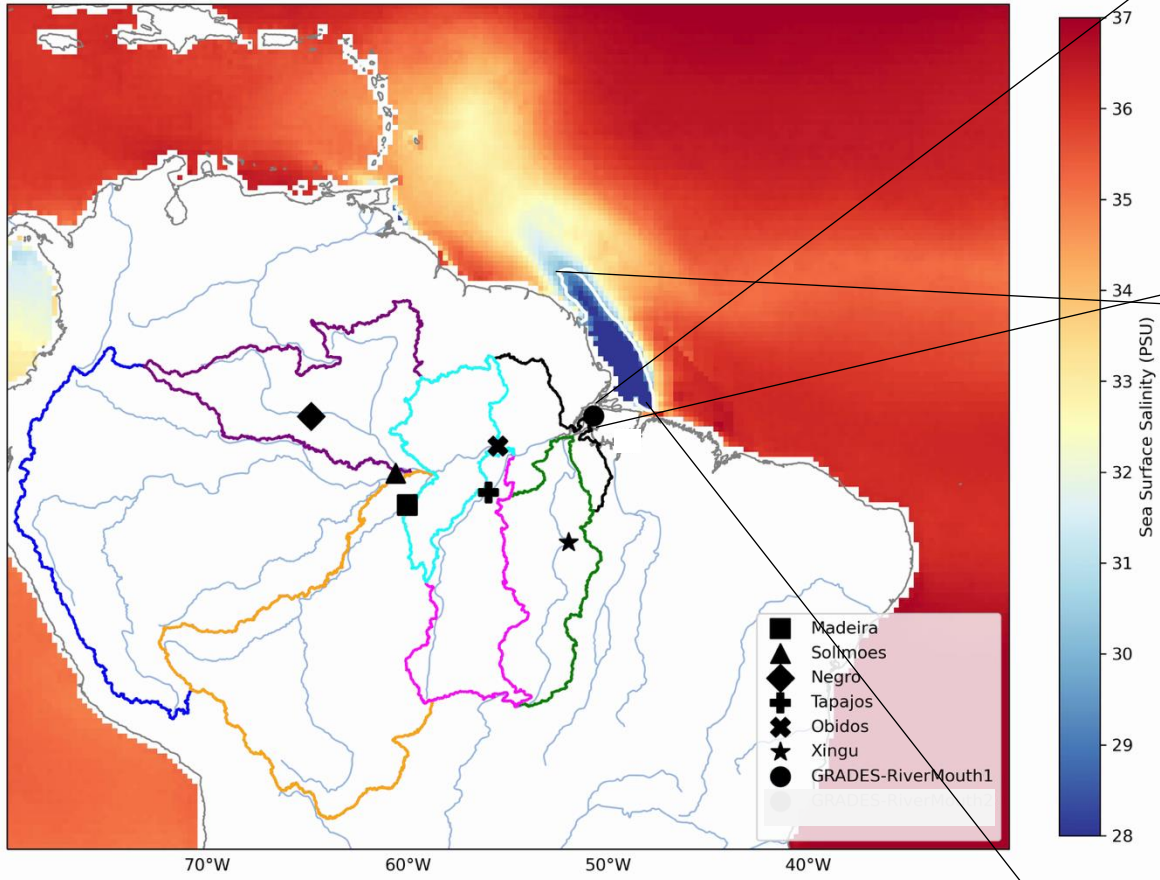 37
36
35
34
33
32
31
30
29
28
Sea Surface Salinity (PSU)
Madeira
Solimoes
Negro
Tapajos
Obidos
Xingu
GRADES-RiverMouth1
70°W
60°W
50°W
40°W